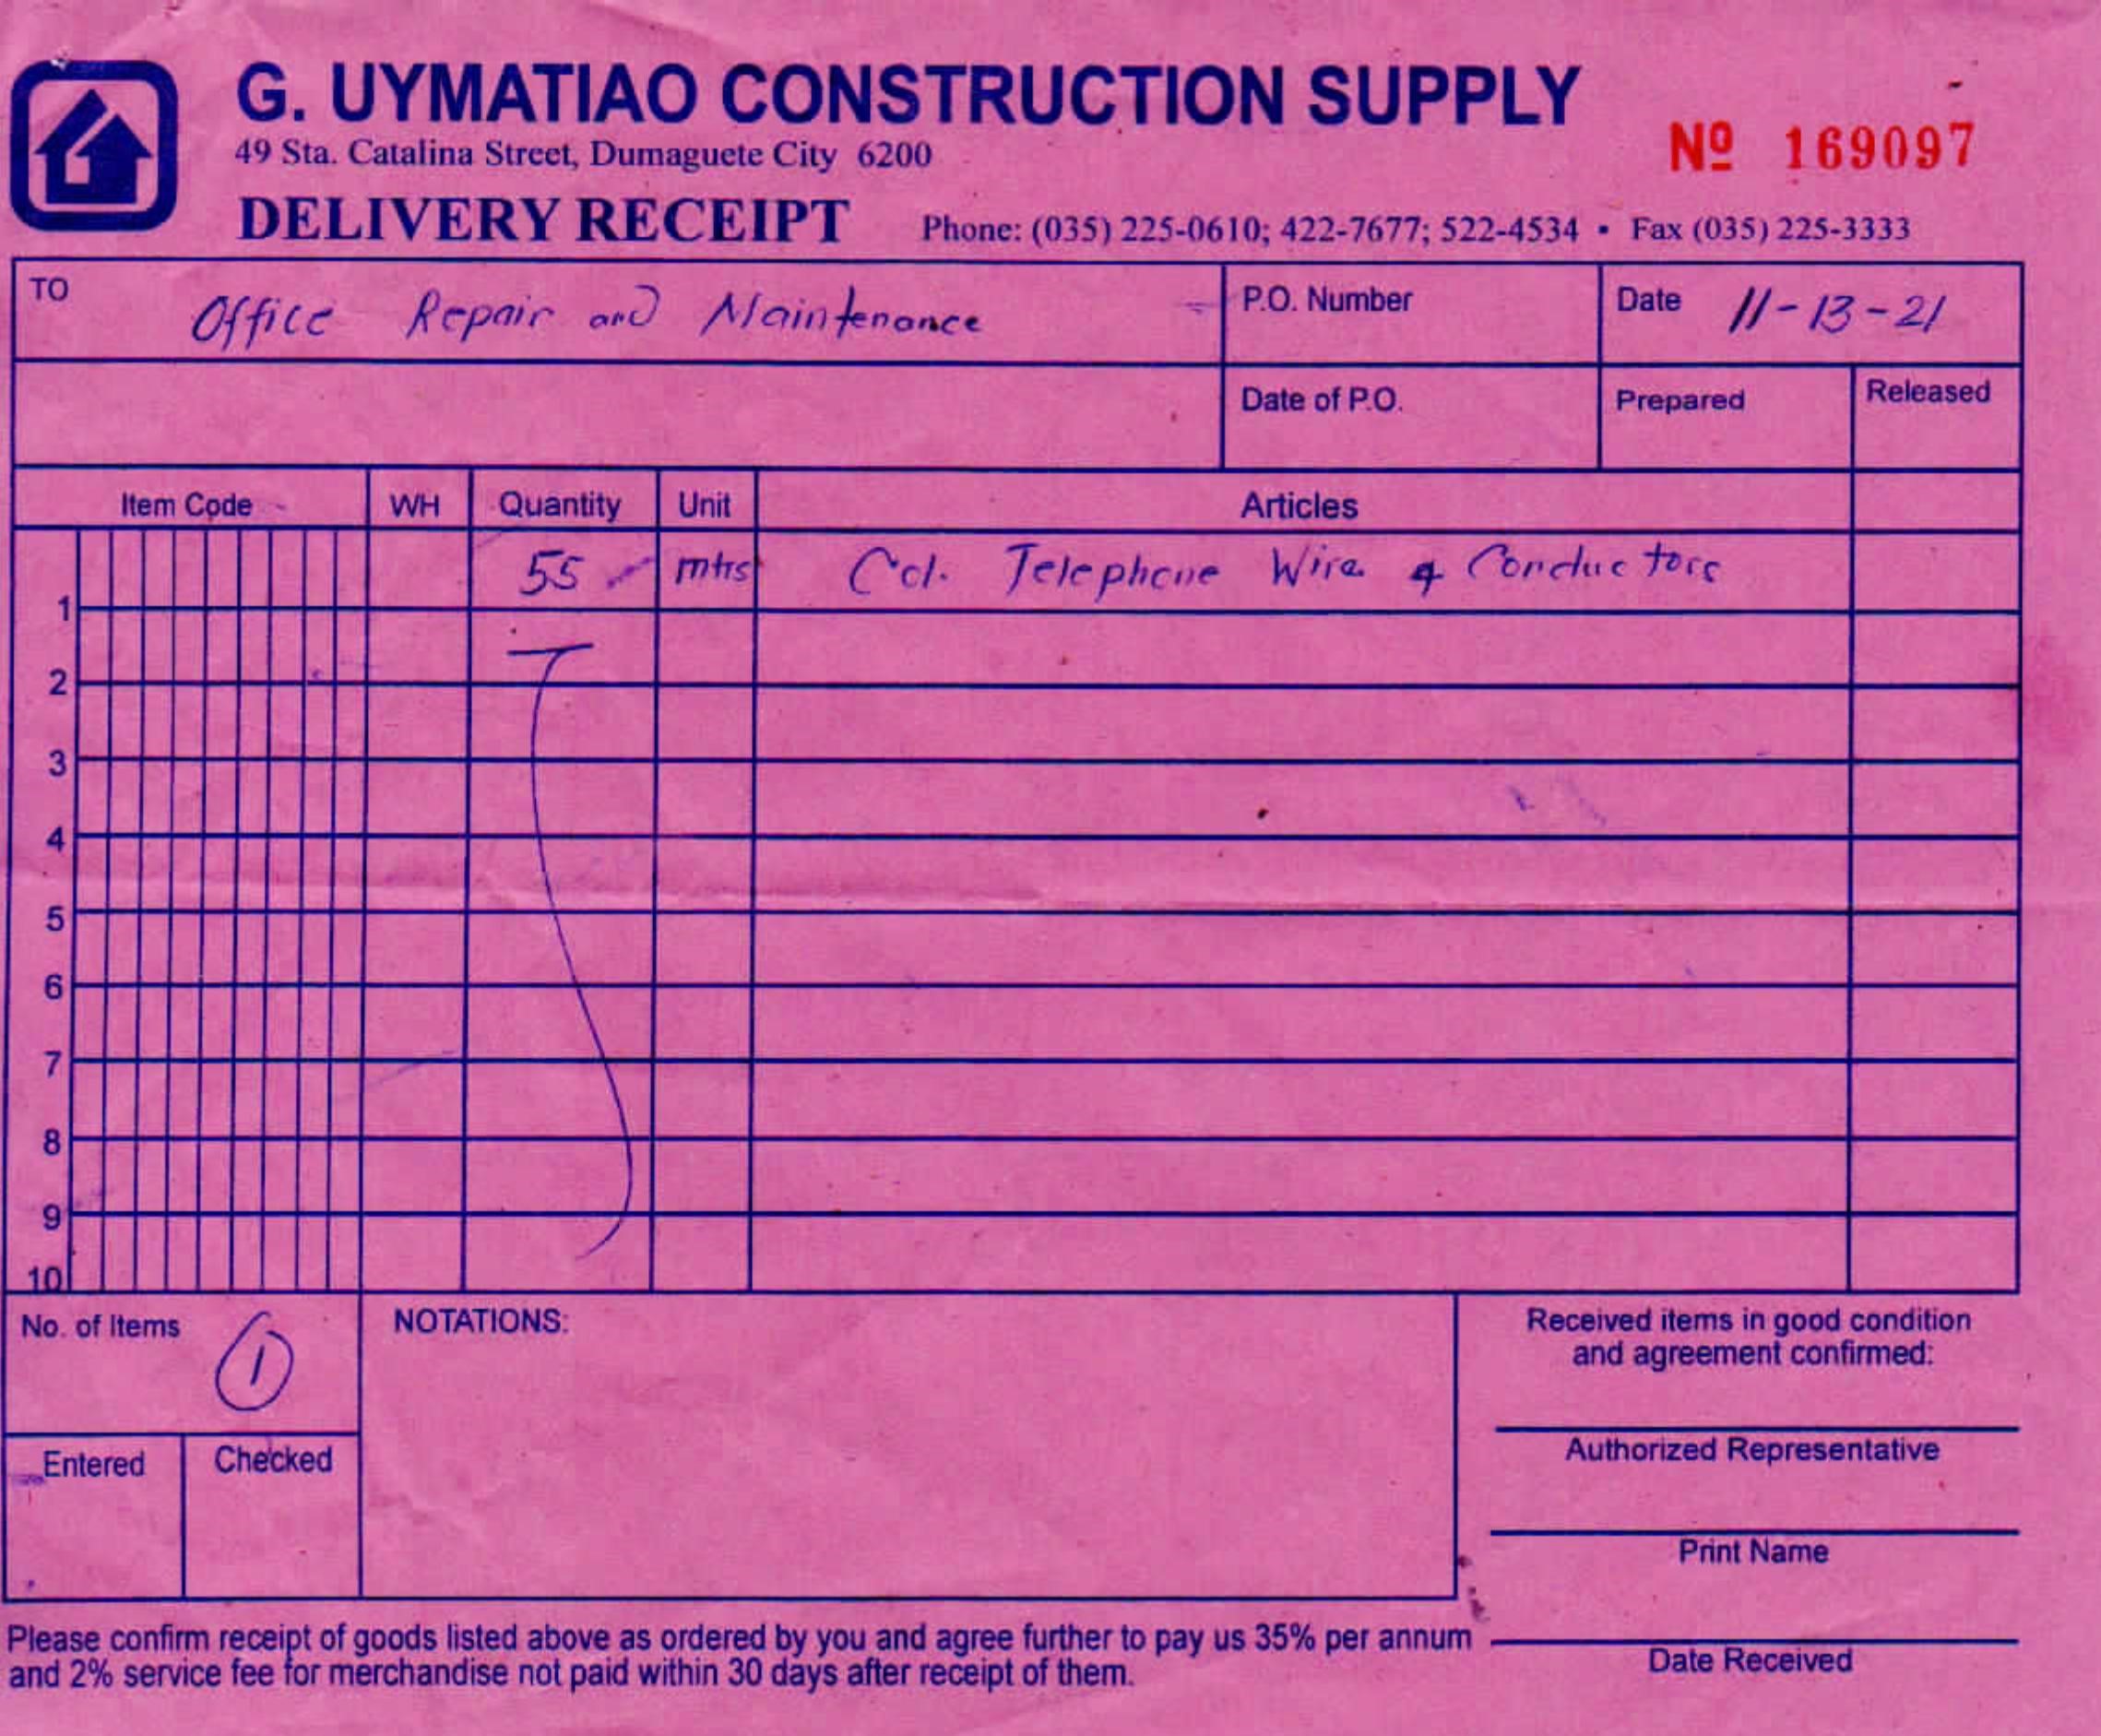 G. UYMATIAO CONSTRUCTION SUPPLY
49 Sta. Catalina Street, Dumaguete City 6200
Nº 169097
DELIVERY RECEIPT Phone: (035) 225-0610; 422-7677; 522-4534 • Fax (035) 225-3333
TO Office Repair and Maintenance P.O. Number Date 11-13-21
Date of P.O. Prepared Released
Item Code WH Quantity Unit Articles
1 55 mtrs Col. Telephone Wire 4 Conductors
2
3
4
5
6
7
8
9
10
No. of Items 1
NOTATIONS:
Received items in good condition
and agreement confirmed:
Entered Checked
Authorized Representative
Print Name
Please confirm receipt of goods listed above as ordered by you and agree further to pay us 35% per annum
and 2% service fee for merchandise not paid within 30 days after receipt of them.
Date Received